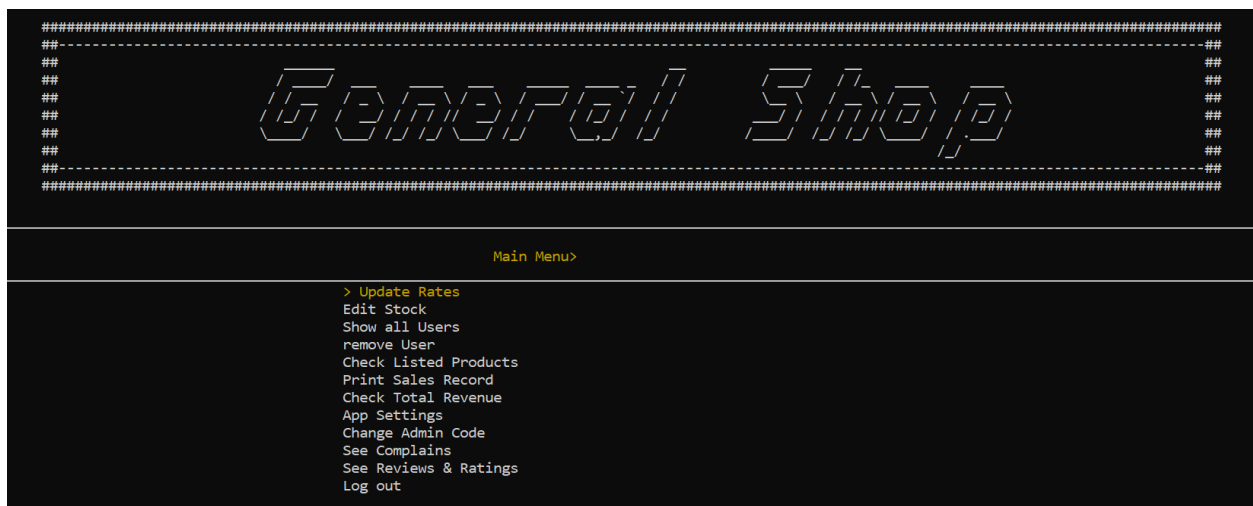 General Shop
Main Menu>
> Update Rates
Edit Stock
Show all Users
remove User
Check Listed Products
Print Sales Record
Check Total Revenue
App Settings
Change Admin Code
See Complains
See Reviews & Ratings
Log out